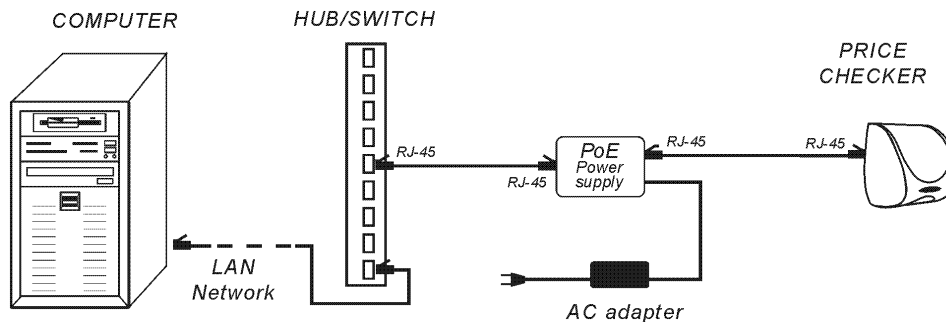 COMPUTER
HUB/SWITCH
PRICE
CHECKER
RJ-45
RJ-45
PoE
Power
supply
RJ-45
RJ-45
LAN
Network
AC adapter